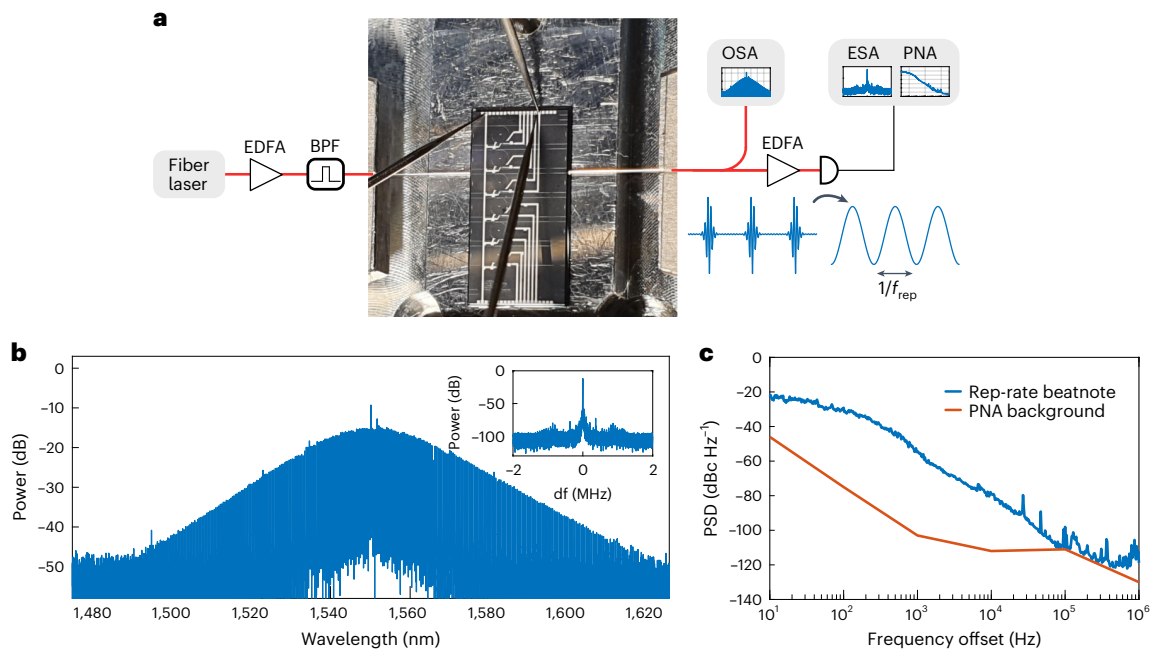 a
OSA
ESA PNA
EDFA
BPF
EDFA
Fiber
laser
1/frep
b
0
−10
−20
−30
−40
−50
Power (dB)
1,480 1,500 1,520 1,540 1,560 1,580 1,600 1,620
Wavelength (nm)
0
−50
−100
Power (dB)
−2 0 2
df (MHz)
c
0
−20
−40
−60
−80
−100
−120
−140
PSD (dBc Hz⁻¹)
Rep-rate beatnote
PNA background
10¹ 10² 10³ 10⁴ 10⁵ 10⁶
Frequency offset (Hz)